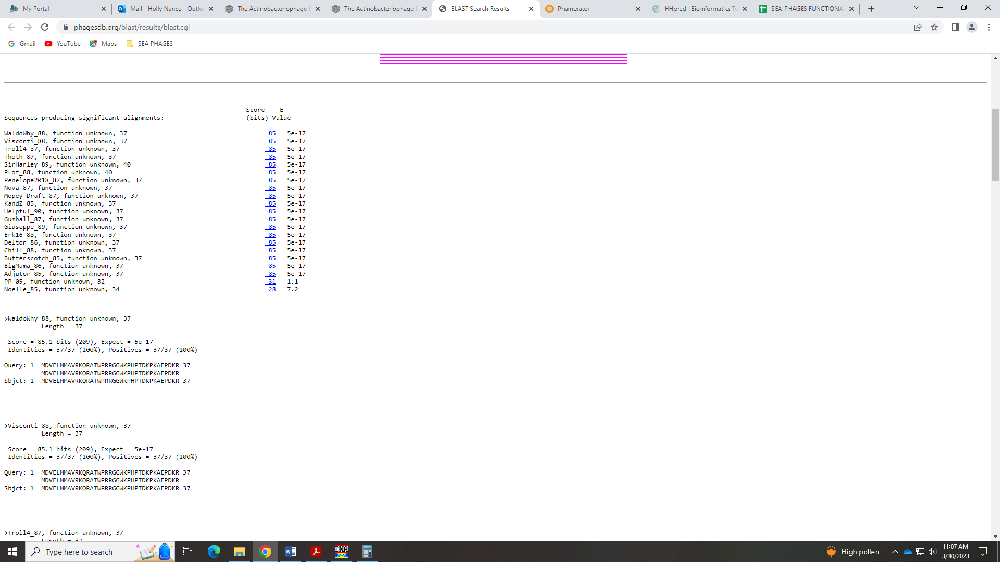 My Portal
Mail - Holly Nance - Outlo
The Actinobacteriophage D
The Actinobacteriophage D
BLAST Search Results
Phamerator
HHpred | Bioinformatics To
SEA-PHAGES FUNCTIONAL
phagesdb.org/blast/results/blast.cgi
Gmail
YouTube
Maps
SEA PHAGES
Score E
Sequences producing significant alignments: (bits) Value
WaldoWhy_88, function unknown, 37 85 5e-17
Visconti_88, function unknown, 37 85 5e-17
Troll4_87, function unknown, 37 85 5e-17
Thoth_87, function unknown, 37 85 5e-17
SirHarley_89, function unknown, 40 85 5e-17
PLot_88, function unknown, 40 85 5e-17
Penelope2018_87, function unknown, 37 85 5e-17
Nova_87, function unknown, 37 85 5e-17
Mopey_Draft_87, function unknown, 37 85 5e-17
KandZ_85, function unknown, 37 85 5e-17
Helpful_90, function unknown, 37 85 5e-17
Gumball_87, function unknown, 37 85 5e-17
Giuseppe_89, function unknown, 37 85 5e-17
Erk16_88, function unknown, 37 85 5e-17
Delton_86, function unknown, 37 85 5e-17
Chill_88, function unknown, 37 85 5e-17
Butterscotch_85, function unknown, 37 85 5e-17
BigMama_86, function unknown, 37 85 5e-17
Adjutor_85, function unknown, 37 85 5e-17
PP_05, function unknown, 32 31 1.1
Noelle_85, function unknown, 34 28 7.2
>WaldoWhy_88, function unknown, 37
Length = 37
Score = 85.1 bits (209), Expect = 5e-17
Identities = 37/37 (100%), Positives = 37/37 (100%)
Query: 1 MDVELMMAVRKQRATWPRRGGWKPHPTDKPKAEPDKR 37
MDVELMMAVRKQRATWPRRGGWKPHPTDKPKAEPDKR
Sbjct: 1 MDVELMMAVRKQRATWPRRGGWKPHPTDKPKAEPDKR 37
>Visconti_88, function unknown, 37
Length = 37
Score = 85.1 bits (209), Expect = 5e-17
Identities = 37/37 (100%), Positives = 37/37 (100%)
Query: 1 MDVELMMAVRKQRATWPRRGGWKPHPTDKPKAEPDKR 37
MDVELMMAVRKQRATWPRRGGWKPHPTDKPKAEPDKR
Sbjct: 1 MDVELMMAVRKQRATWPRRGGWKPHPTDKPKAEPDKR 37
>Troll4_87, function unknown, 37
Length = 37
Type here to search
DNA
High pollen
11:07 AM
3/30/2023